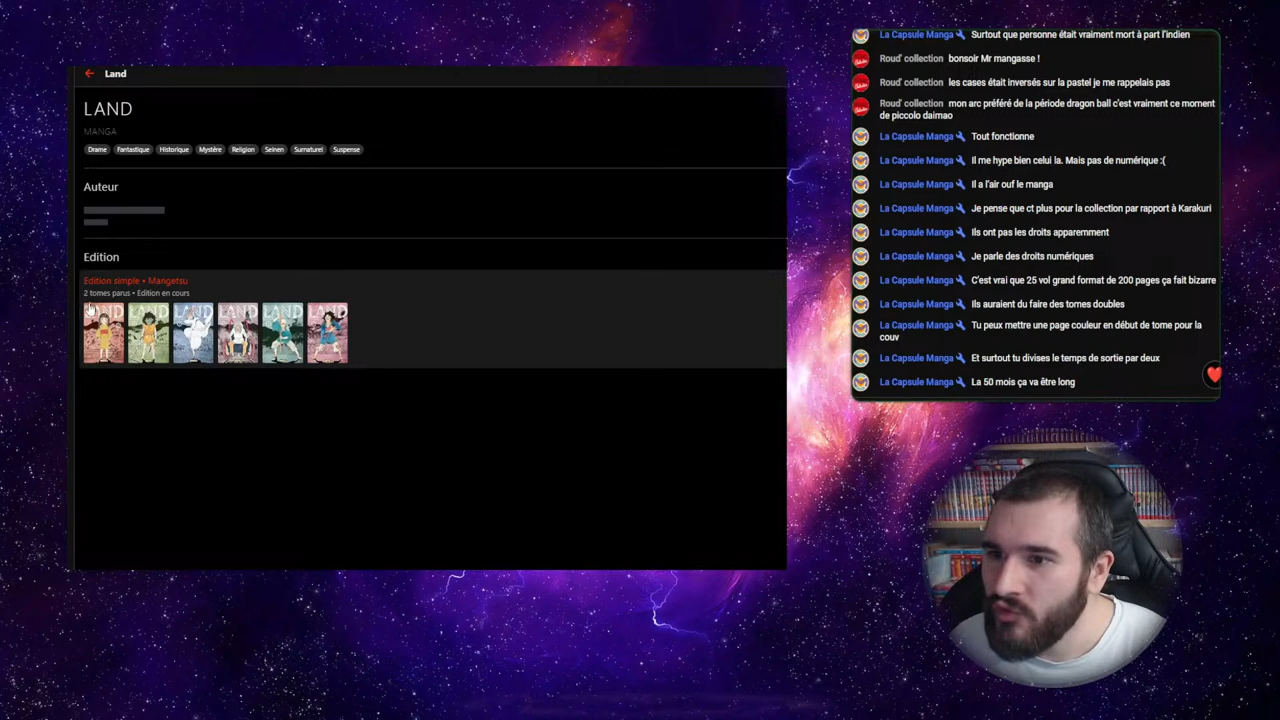 Land
LAND
MANGA
Drame Fantastique Historique Mystère Religion Seinen Surnaturel Suspense
Auteur
Edition
Edition simple • Mangetsu
2 tomes parus • Edition en cours
LAND LAND LAND LAND LAND LAND
La Capsule Manga Surtout que personne était vraiment mort à part l'indien
Roud' collection bonsoir Mr mangasse !
Roud' collection les cases était inversés sur la pastel je me rappelais pas
Roud' collection mon arc préféré de la période dragon ball c'est vraiment ce moment
de piccolo daimao
La Capsule Manga Tout fonctionne
La Capsule Manga Il me hype bien celui la. Mais pas de numérique :(
La Capsule Manga Il a l'air ouf le manga
La Capsule Manga Je pense que ct plus pour la collection par rapport à Karakuri
La Capsule Manga Ils ont pas les droits apparemment
La Capsule Manga Je parle des droits numériques
La Capsule Manga C'est vrai que 25 vol grand format de 200 pages ça fait bizarre
La Capsule Manga Ils auraient du faire des tomes doubles
La Capsule Manga Tu peux mettre une page couleur en début de tome pour la
couv
La Capsule Manga Et surtout tu divises le temps de sortie par deux
La Capsule Manga La 50 mois ça va être long